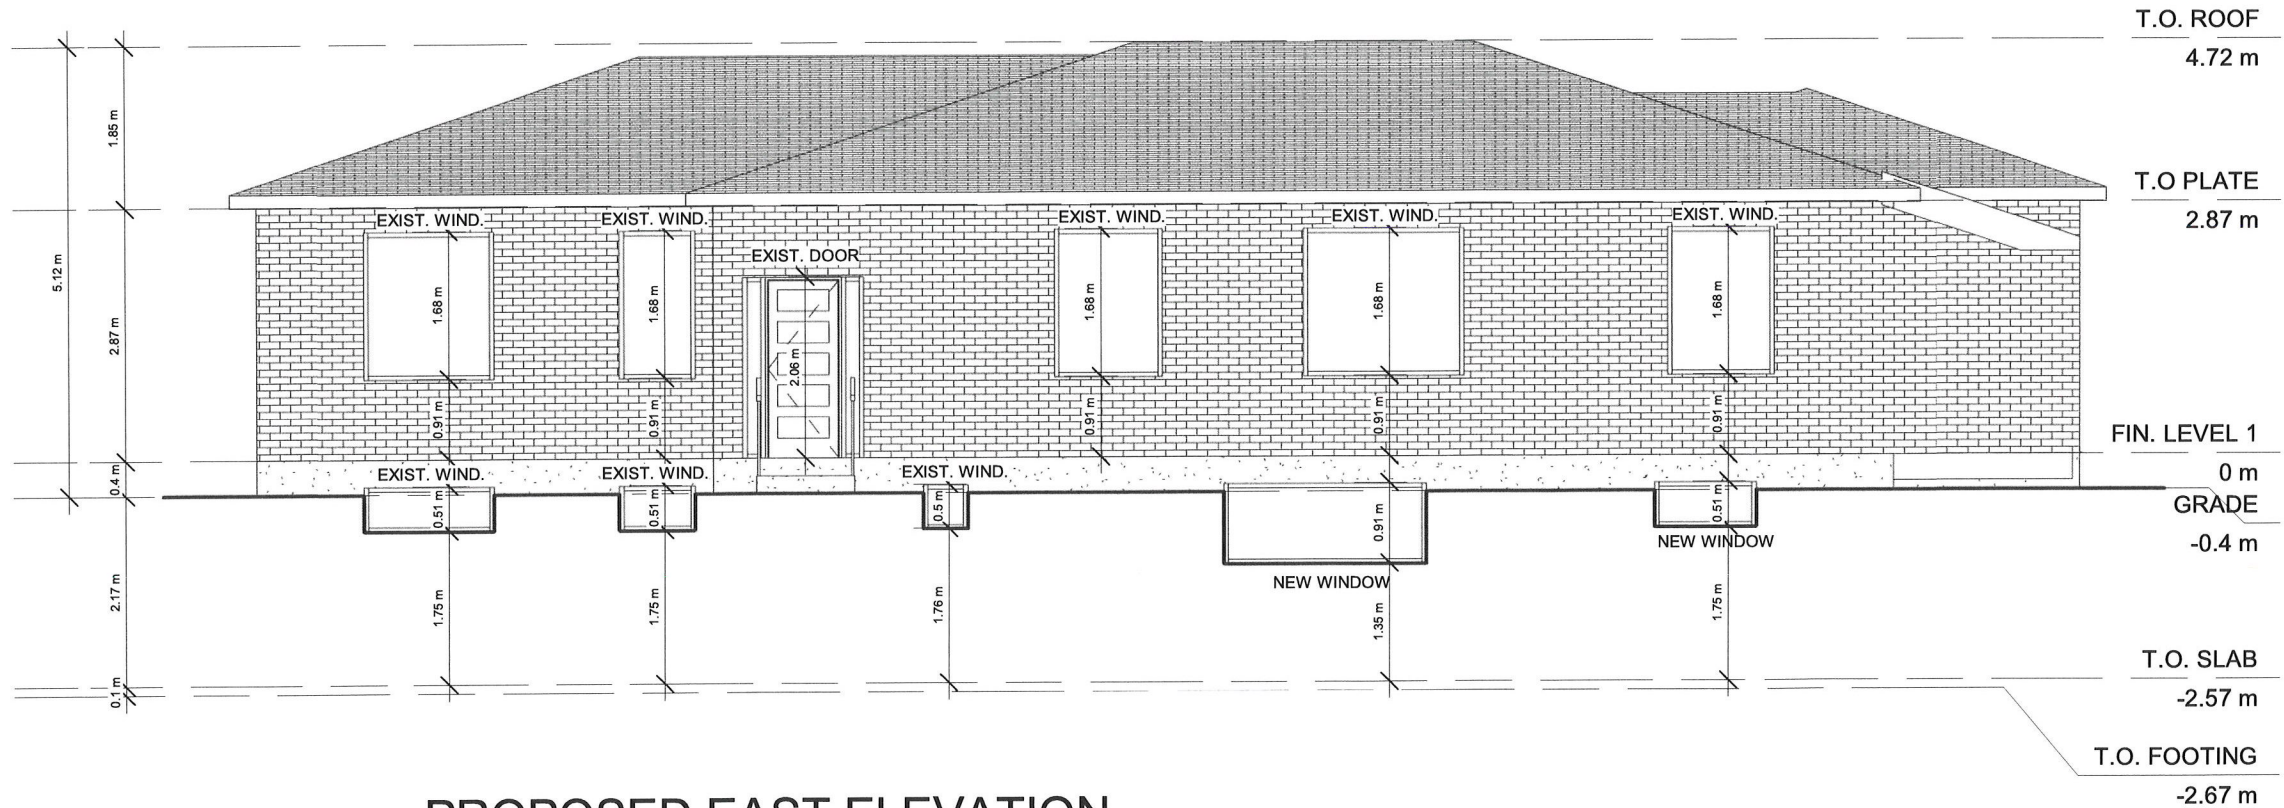 T.O. ROOF
4.72 m
T.O PLATE
2.87 m
FIN. LEVEL 1
0 m
GRADE
-0.4 m
T.O. SLAB
-2.57 m
T.O. FOOTING
-2.67 m
5.12 m
1.85 m
2.87 m
0.4 m
2.17 m
0.1 m
EXIST. WIND.
EXIST. WIND.
EXIST. WIND.
EXIST. WIND.
EXIST. WIND.
EXIST. DOOR
1.68 m
1.68 m
2.06 m
1.68 m
1.68 m
1.68 m
0.91 m
0.91 m
0.91 m
0.91 m
0.91 m
EXIST. WIND.
EXIST. WIND.
EXIST. WIND.
0.51 m
0.51 m
0.5 m
0.91 m
0.51 m
NEW WINDOW
NEW WINDOW
1.75 m
1.75 m
1.76 m
1.35 m
1.75 m
PROPOSED EAST ELEVATION